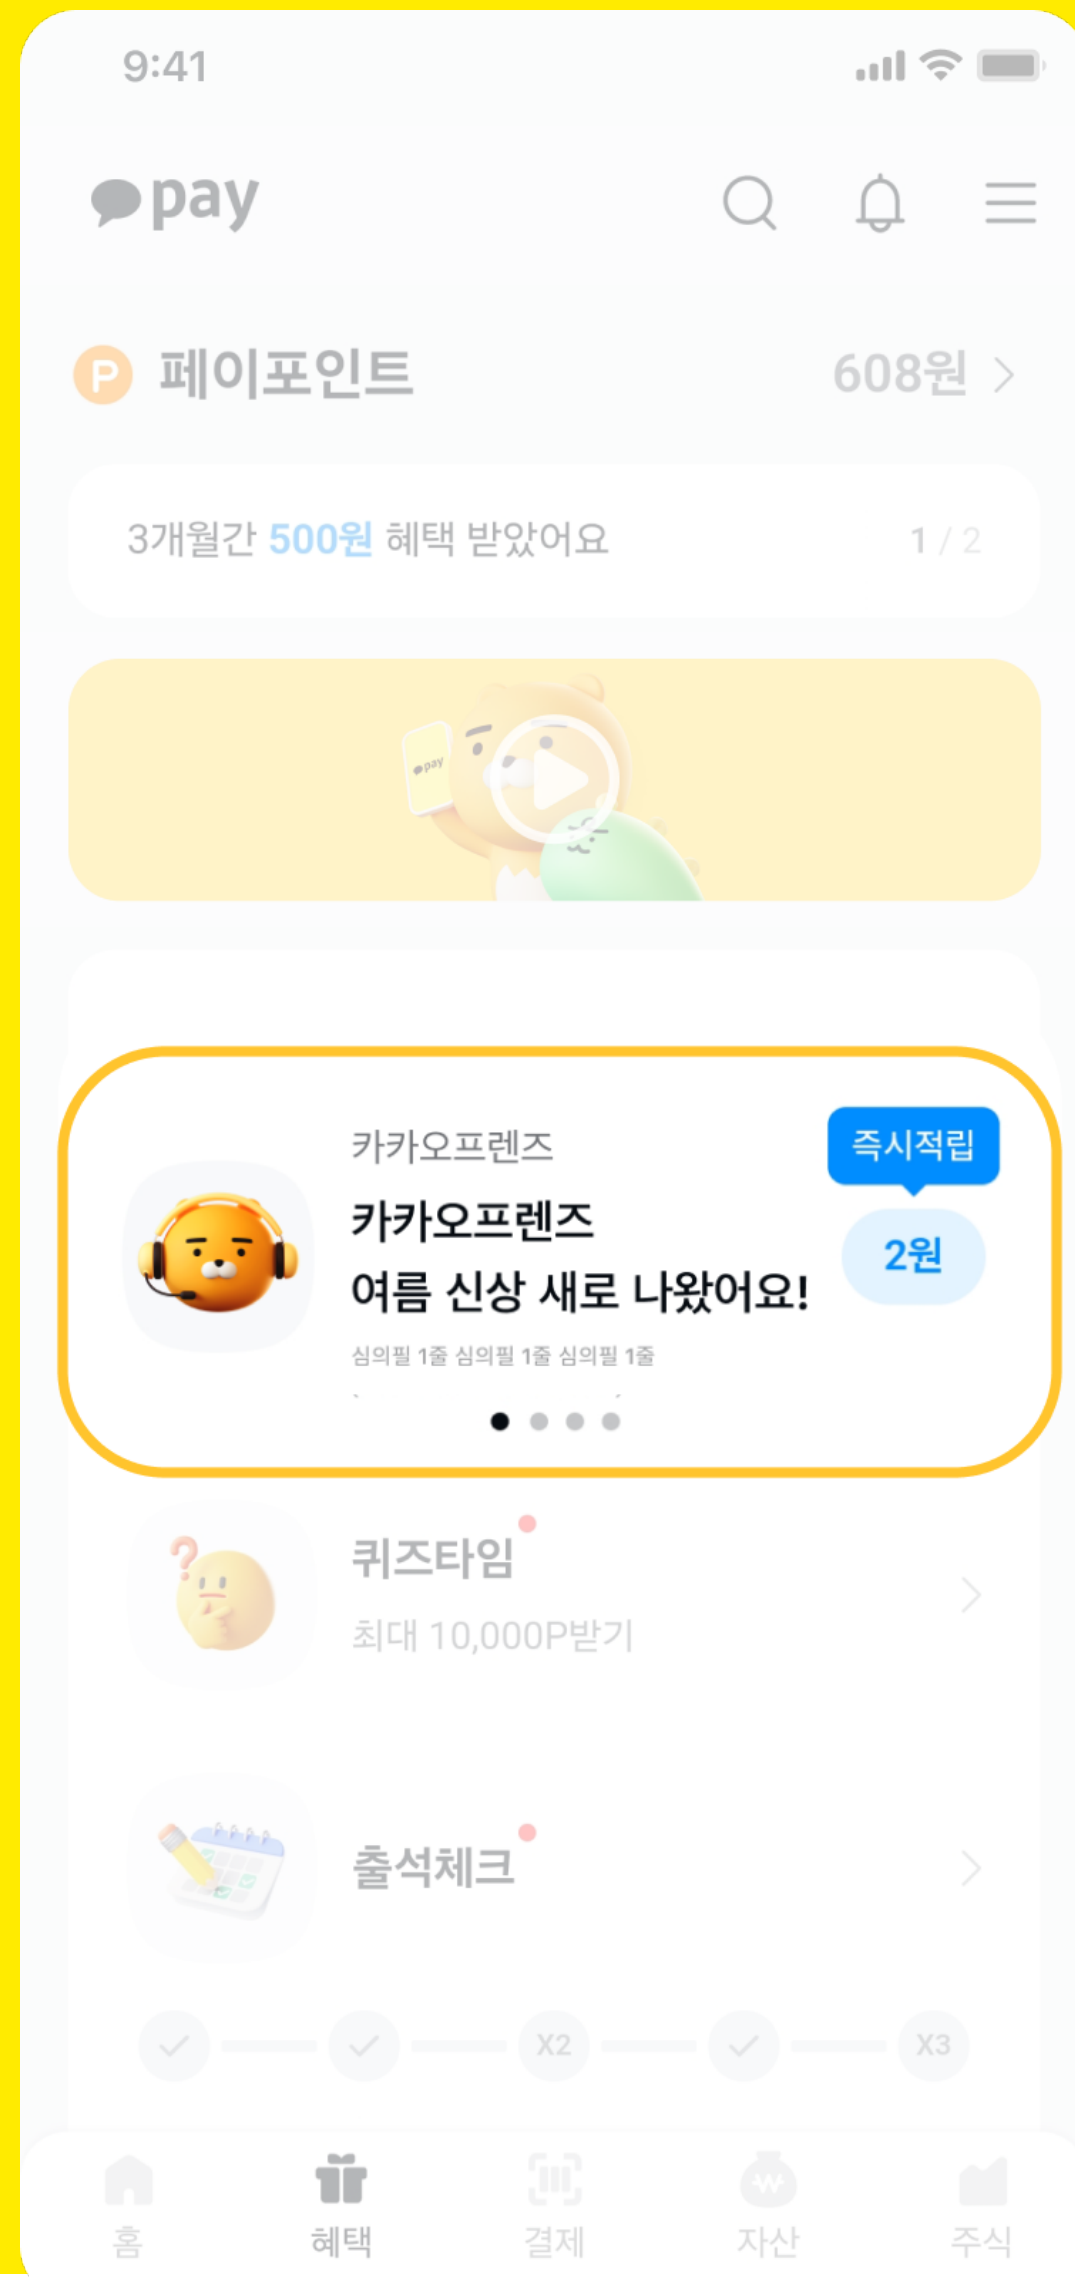 9:41
pay
P 페이포인트 608원
3개월간 500원 혜택 받았어요 1 / 2
pay
카카오프렌즈 즉시적립
카카오프렌즈
2원
여름 신상 새로 나왔어요!
심의필 1줄 심의필 1줄 심의필 1줄
?
퀴즈타임
최대 10,000P받기
출석체크
X2 X3
₩
홈 혜택 결제 자산 주식